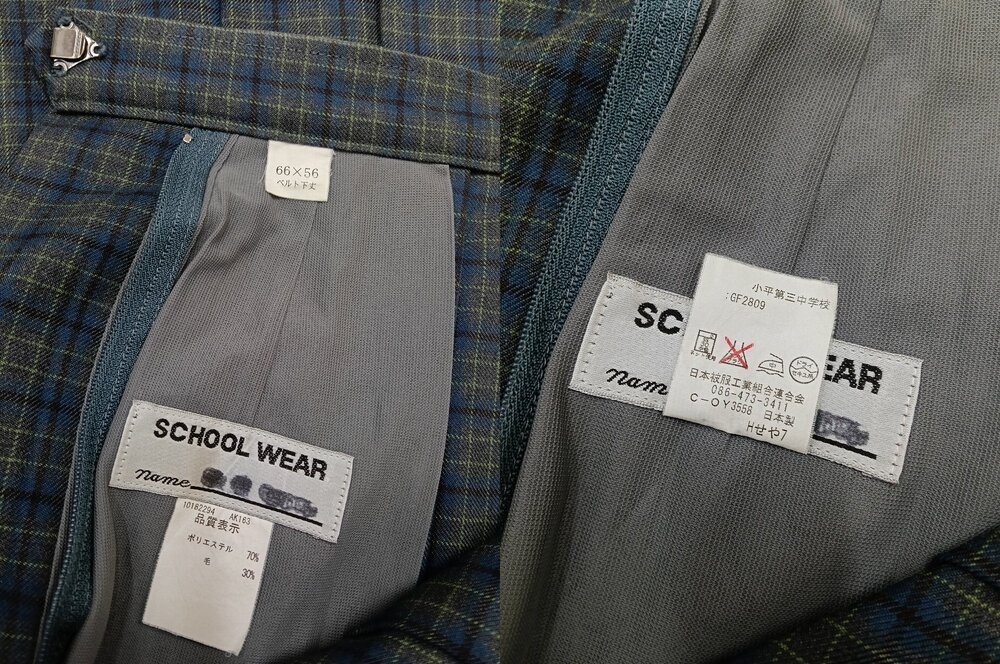 66×56
ベルト下丈
SCHOOL WEAR
name
10182294 AK163
品質表示
ポリエステル 70%
毛 30%
小平第三中学校
:GF2809
SC
WEAR
name
中
日本被服工業組合連合会
086-473-3411
C-OY3558 日本製
Hせや7